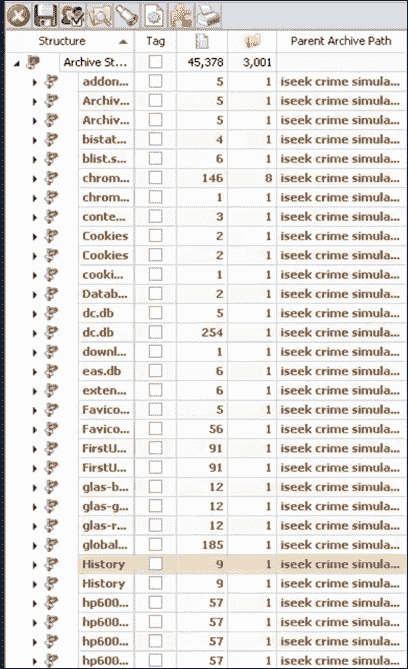 Structure Tag Parent Archive Path
Archive St... 45,378 3,001
addon... 5 1 iseek crime simula...
Archiv... 5 1 iseek crime simula...
Archiv... 5 1 iseek crime simula...
bistat... 4 1 iseek crime simula...
blist.s... 6 1 iseek crime simula...
chrom... 146 8 iseek crime simula...
chrom... 1 1 iseek crime simula...
conte... 3 1 iseek crime simula...
Cookies 2 1 iseek crime simula...
Cookies 2 1 iseek crime simula...
cooki... 1 1 iseek crime simula...
Datab... 2 1 iseek crime simula...
dc.db 5 1 iseek crime simula...
dc.db 254 1 iseek crime simula...
downl... 1 1 iseek crime simula...
eas.db 6 1 iseek crime simula...
exten... 6 1 iseek crime simula...
Favico... 5 1 iseek crime simula...
Favico... 56 1 iseek crime simula...
FirstU... 91 1 iseek crime simula...
FirstU... 91 1 iseek crime simula...
glas-b... 12 1 iseek crime simula...
glas-g... 12 1 iseek crime simula...
glas-r... 12 1 iseek crime simula...
global... 185 1 iseek crime simula...
History 9 1 iseek crime simula...
History 9 1 iseek crime simula...
hp600... 57 1 iseek crime simula...
hp600... 57 1 iseek crime simula...
hp600... 57 1 iseek crime simula...
hp600... 57 1 iseek crime simula...